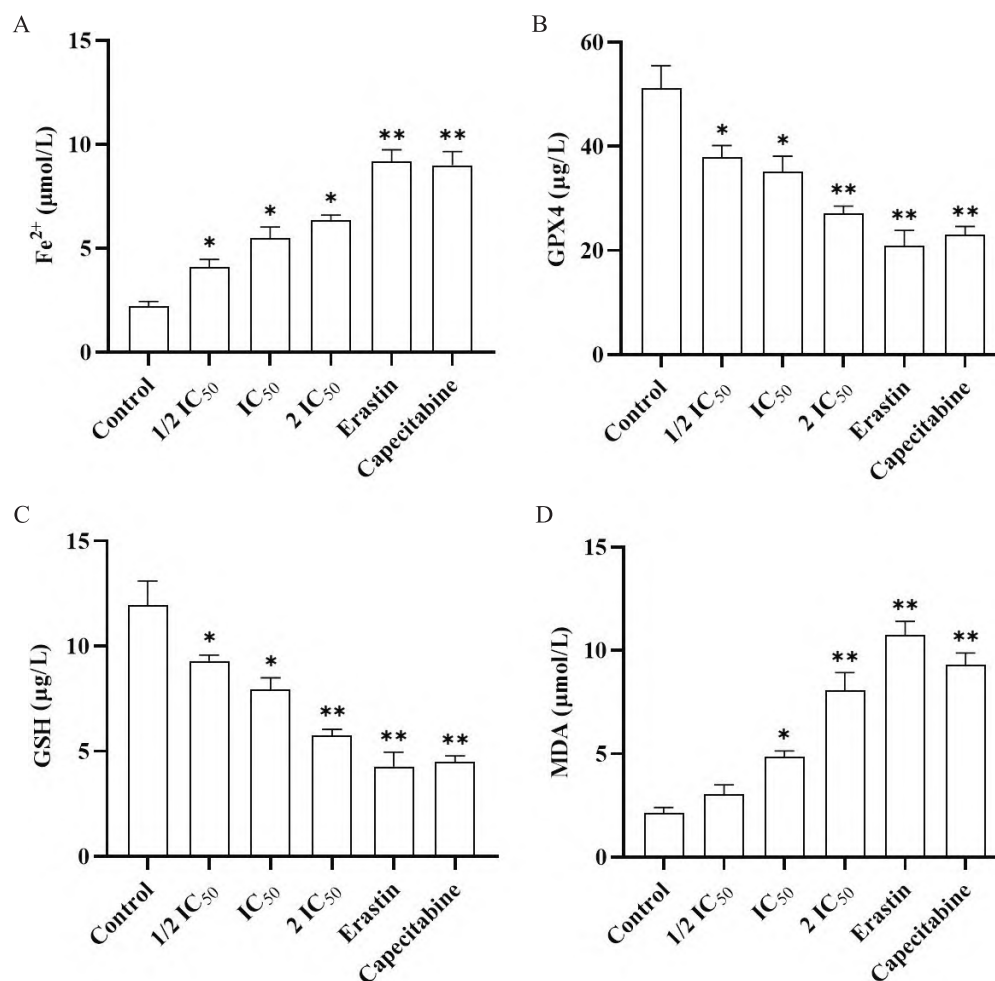 A
Fe²⁺ (µmol/L)
15
10
5
0
*
*
*
**
**
Control
1/2 IC₅₀
IC₅₀
2 IC₅₀
Erastin
Capecitabine
B
GPX4 (µg/L)
60
40
20
0
*
*
**
**
**
Control
1/2 IC₅₀
IC₅₀
2 IC₅₀
Erastin
Capecitabine
C
GSH (µg/L)
15
10
5
0
*
*
**
**
**
Control
1/2 IC₅₀
IC₅₀
2 IC₅₀
Erastin
Capecitabine
D
MDA (µmol/L)
15
10
5
0
*
**
**
**
Control
1/2 IC₅₀
IC₅₀
2 IC₅₀
Erastin
Capecitabine